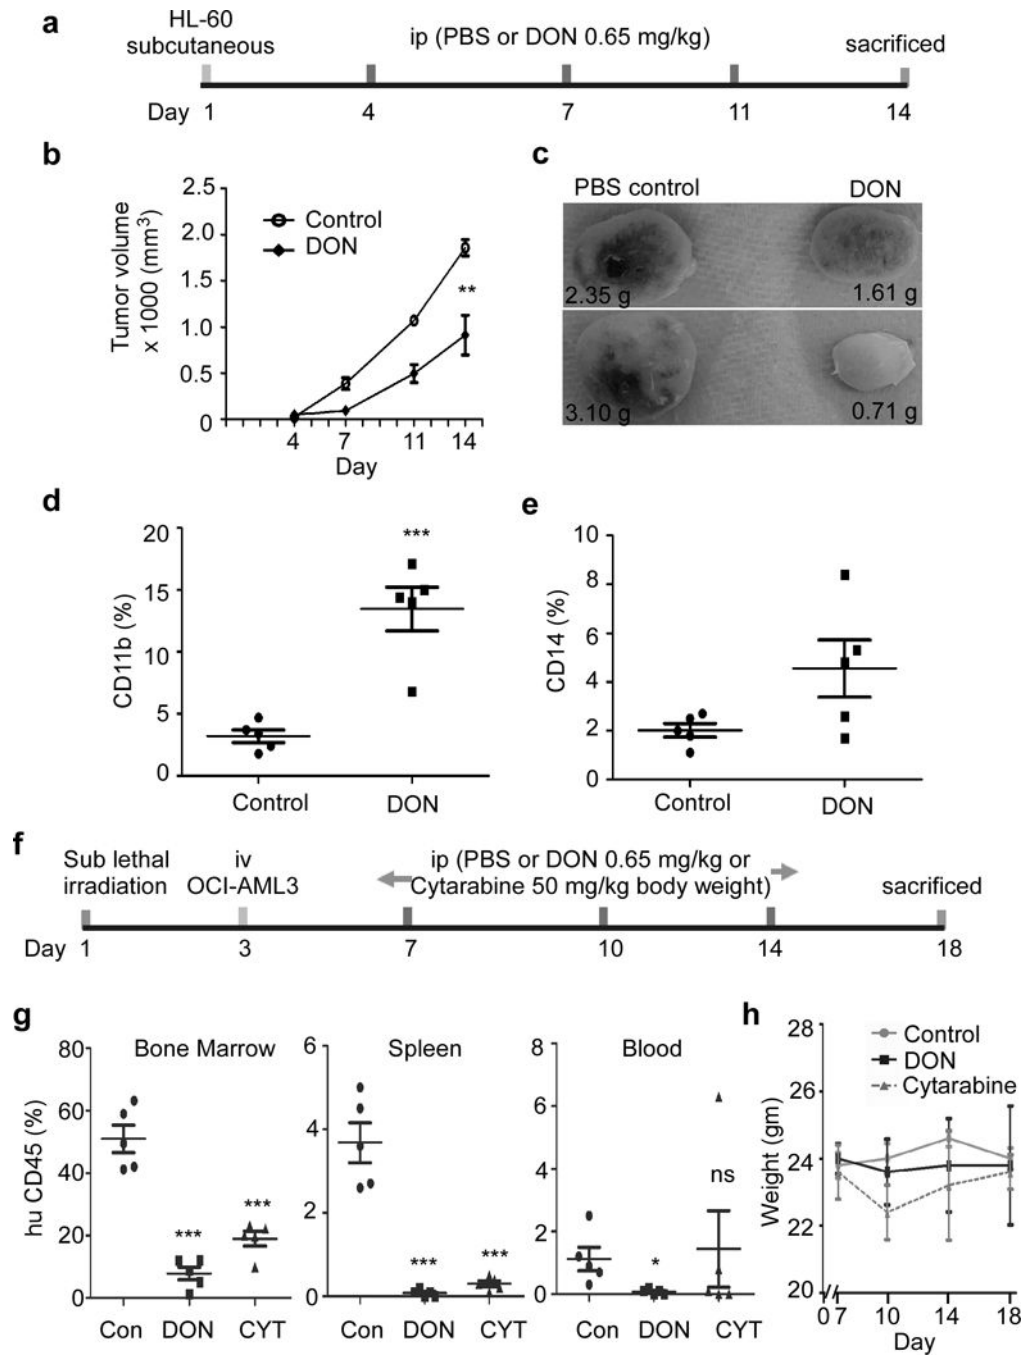 a
HL-60
subcutaneous
ip (PBS or DON 0.65 mg/kg)
sacrificed
Day 1 4 7 11 14
b
Tumor volume
x 1000 (mm³)
2.5
2.0
1.5
1.0
0.5
0
Control
DON
**
4 7 11 14
Day
c
PBS control DON
2.35 g 1.61 g
3.10 g 0.71 g
d
CD11b (%)
20
15
10
5
0
***
Control DON
e
CD14 (%)
10
8
6
4
2
0
Control DON
f
Sub lethal
irradiation
iv
OCI-AML3
ip (PBS or DON 0.65 mg/kg or
Cytarabine 50 mg/kg body weight)
sacrificed
Day 1 3 7 10 14 18
g
hu CD45 (%)
Bone Marrow
80
60
40
20
0
***
***
Con DON CYT
Spleen
6
4
2
0
***
***
Con DON CYT
Blood
8
6
4
2
0
*
ns
Con DON CYT
h
Weight (gm)
28
26
24
22
20
Control
DON
Cytarabine
0 7 10 14 18
Day